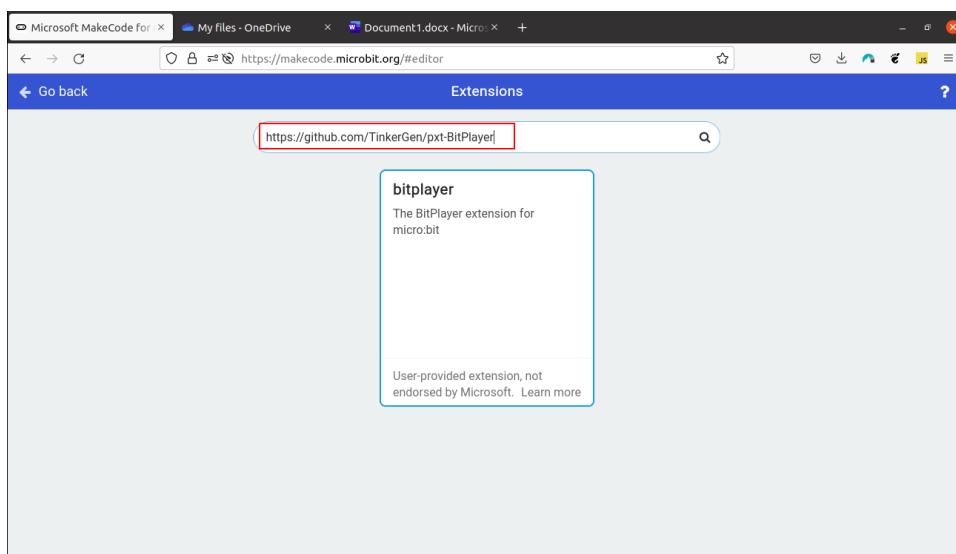 Microsoft MakeCode for
My files - OneDrive
Document1.docx - Micros
https://makecode.microbit.org/#editor
JS
Go back
Extensions
?
https://github.com/TinkerGen/pxt-BitPlayer
bitplayer
The BitPlayer extension for
micro:bit
User-provided extension, not
endorsed by Microsoft. Learn more